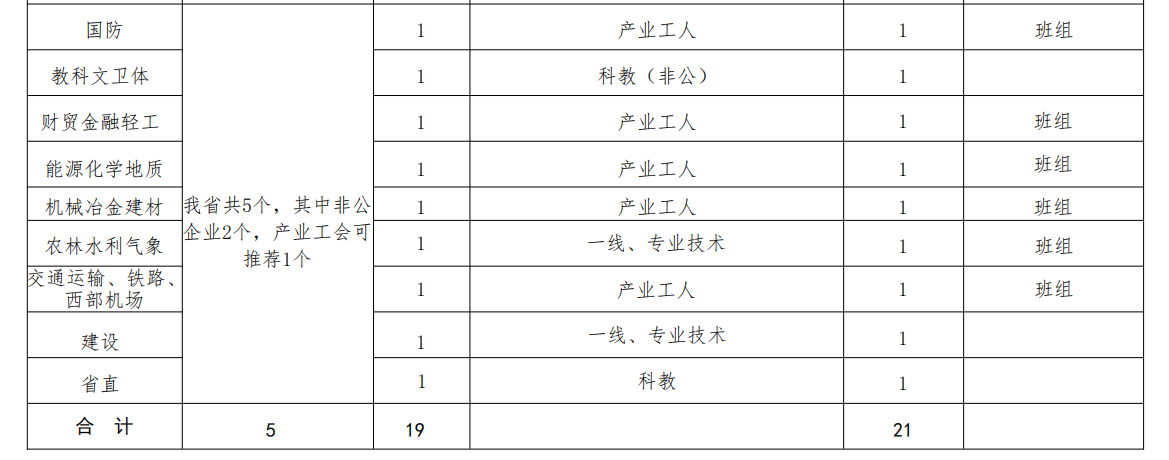 国防 1 产业工人 1 班组
教科文卫体 1 科教（非公） 1
财贸金融轻工 1 产业工人 1 班组
能源化学地质 1 产业工人 1 班组
机械冶金建材 1 产业工人 1 班组
我省共5个，其中非公
企业2个，产业工会可
推荐1个
农林水利气象 1 一线、专业技术 1 班组
交通运输、铁路、
西部机场 1 产业工人 1 班组
建设 1 一线、专业技术 1
省直 1 科教 1
合 计 5 19 21